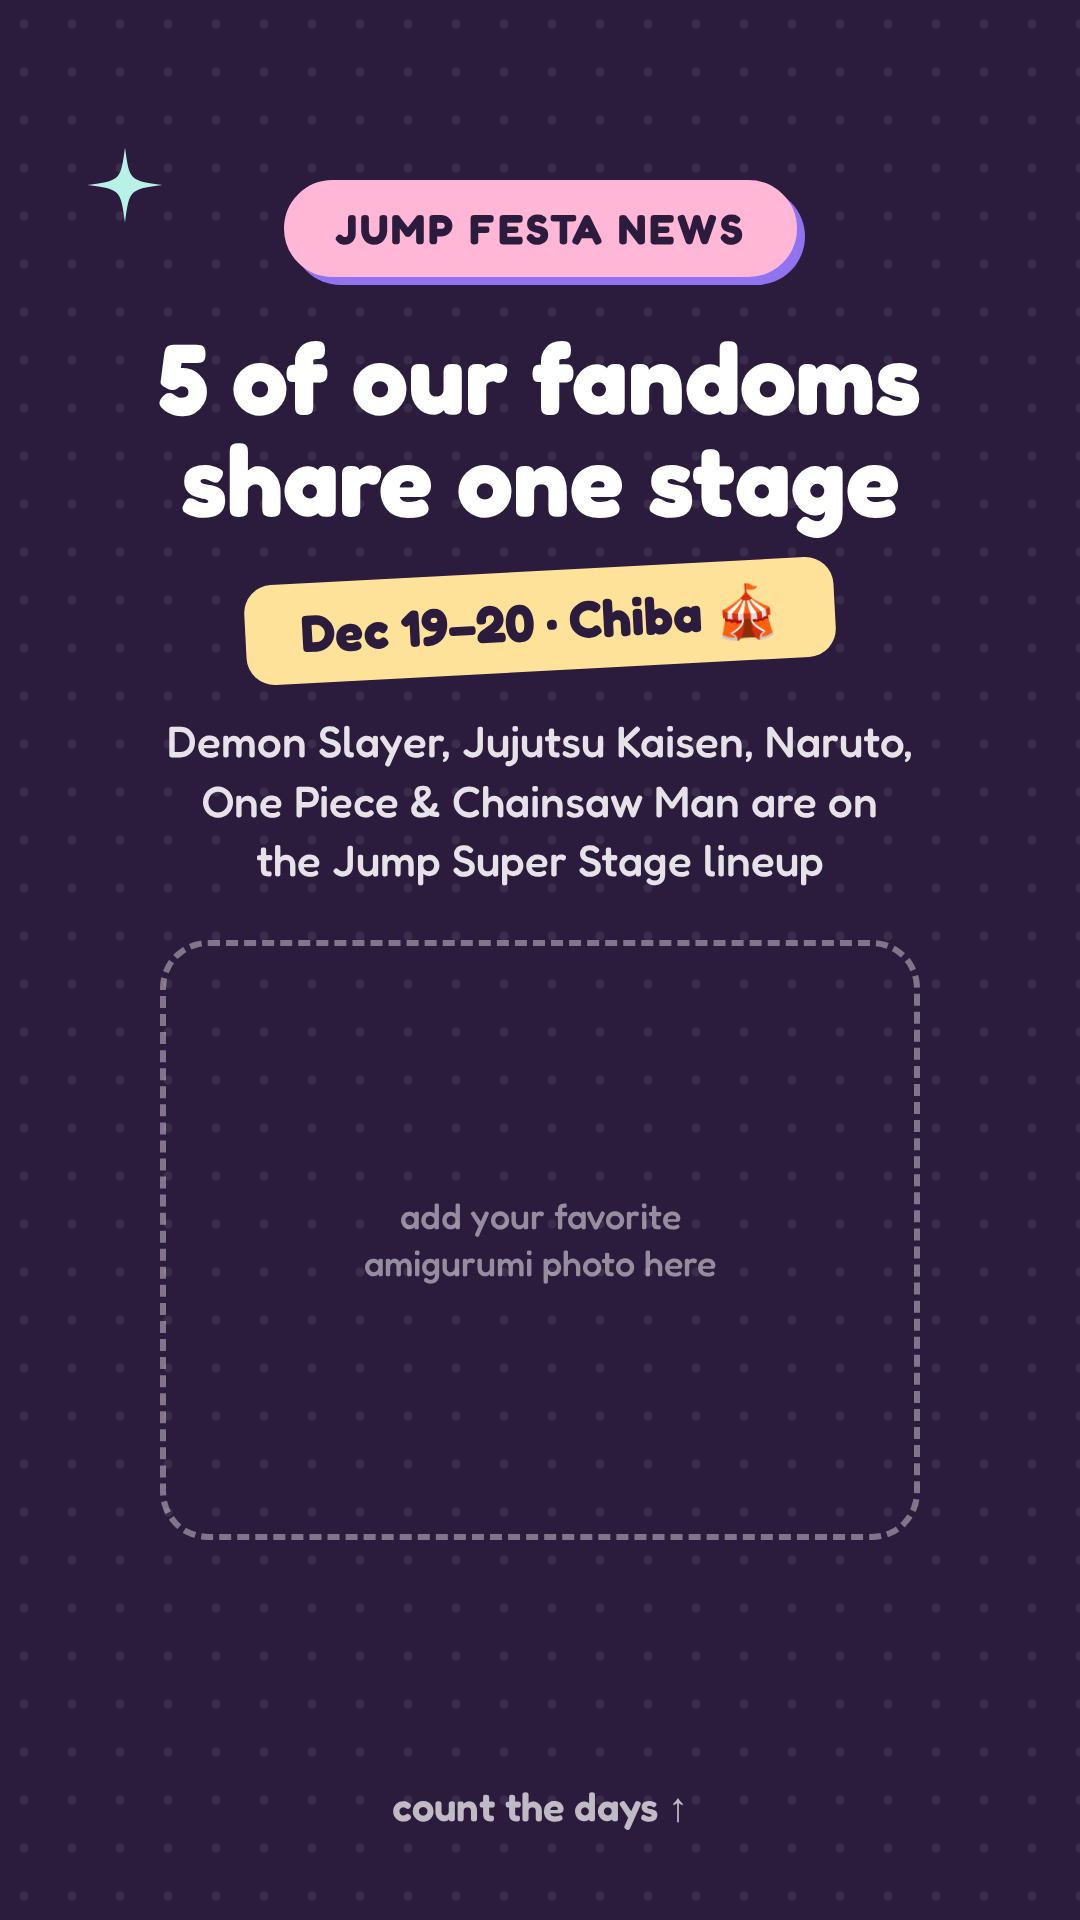 JUMP FESTA NEWS
5 of our fandoms
share one stage
Dec 19–20 · Chiba 🎪
Demon Slayer, Jujutsu Kaisen, Naruto,
One Piece & Chainsaw Man are on
the Jump Super Stage lineup
add your favorite
amigurumi photo here
count the days ↑